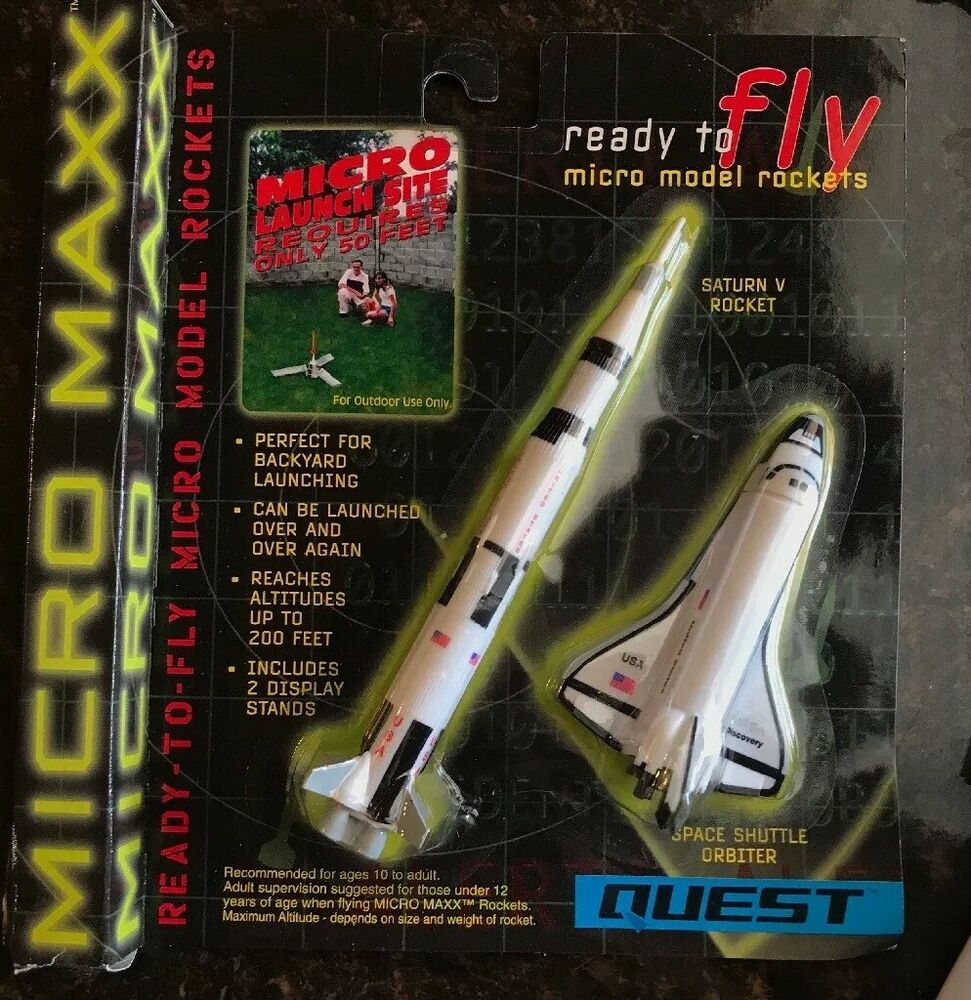 MICRO MAXX™
MICRO MAXX
READY-TO-FLY MICRO MODEL ROCKETS
ready to fly
micro model rockets
MICRO
LAUNCH SITE
REQUIRES
ONLY 50 FEET
For Outdoor Use Only
SATURN V
ROCKET
• PERFECT FOR
BACKYARD
LAUNCHING
• CAN BE LAUNCHED
OVER AND
OVER AGAIN
• REACHES
ALTITUDES
UP TO
200 FEET
• INCLUDES
2 DISPLAY
STANDS
USA
USA
Discovery
SPACE SHUTTLE
ORBITER
Recommended for ages 10 to adult.
Adult supervision suggested for those under 12
years of age when flying MICRO MAXX™ Rockets.
Maximum Altitude - depends on size and weight of rocket.
QUEST™